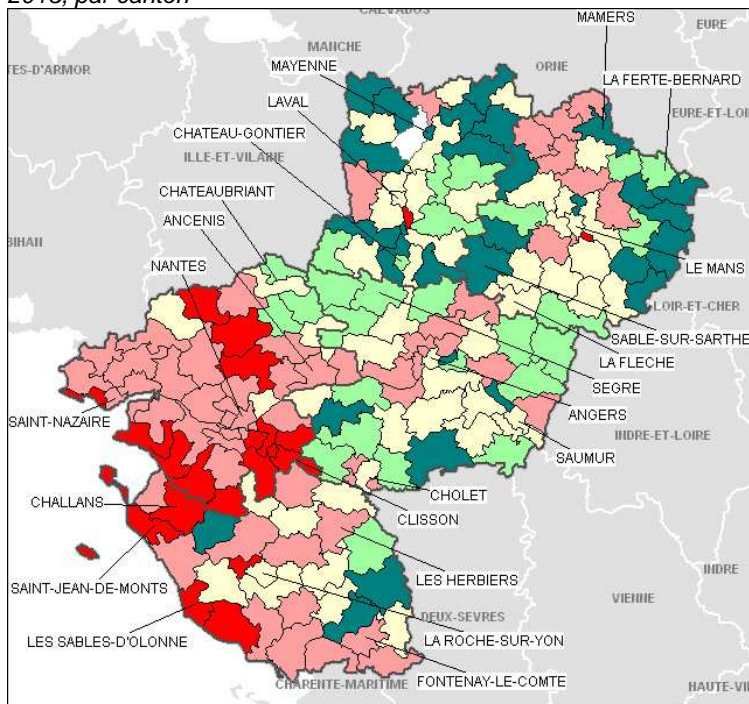 2013, par canton
CALVADOS
MAMERS
EURE
MANCHE
MAYENNE
ORNE
TES-D'ARMOR
LA FERTE-BERNARD
LAVAL
EURE-ET-LOI
CHATEAU-GONTIER
ILLE-ET-VILAINE
CHATEAUBRIANT
ANCENIS
BIHAN
NANTES
LE MANS
LOIR-ET-CHER
SABLE-SUR-SARTHE
LA FLECHE
SEGRE
SAINT-NAZAIRE
ANGERS
INDRE-ET-LOIRE
SAUMUR
CHALLANS
CHOLET
CLISSON
INDRE
SAINT-JEAN-DE-MONTS
LES HERBIERS
VIENNE
DEUX-SEVRES
LES SABLES-D'OLONNE
LA ROCHE-SUR-YON
FONTENAY-LE-COMTE
CHARENTE-MARITIME
HAUTE-VI